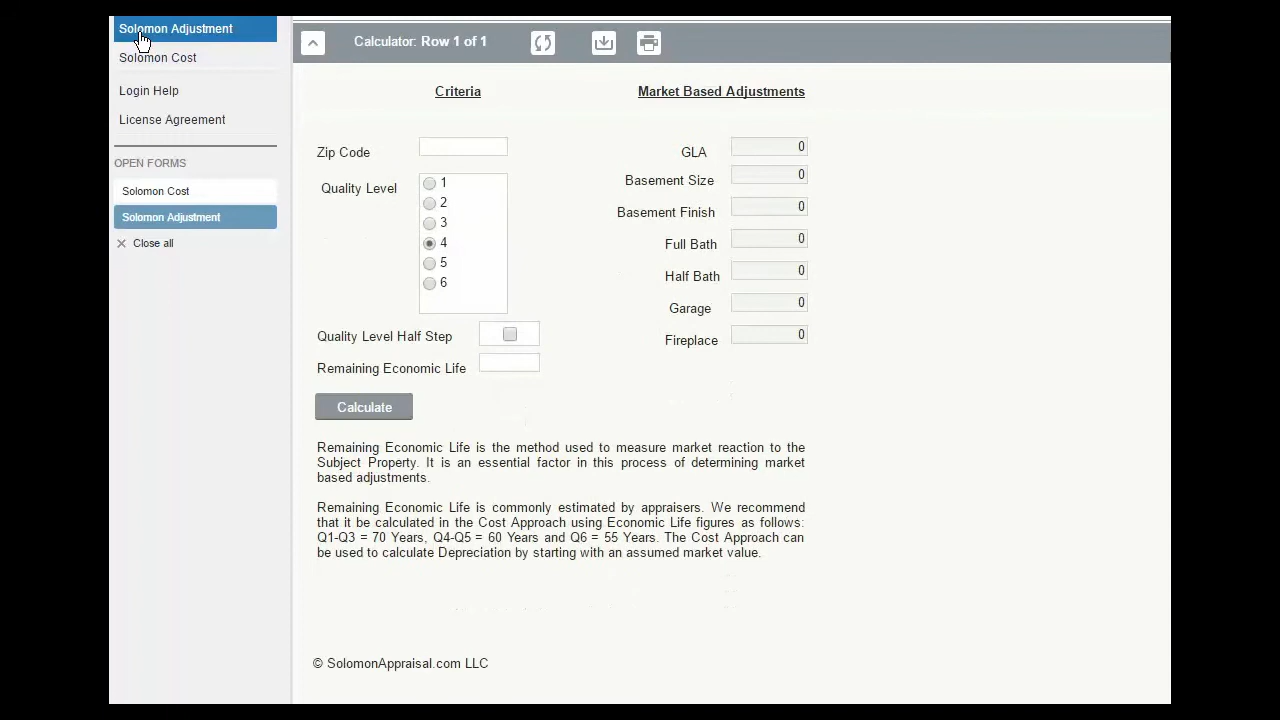 Solomon Adjustment
Solomon Cost
Login Help
License Agreement
OPEN FORMS
Solomon Cost
Solomon Adjustment
Close all
Calculator: Row 1 of 1
Criteria
Market Based Adjustments
Zip Code
Quality Level
1
2
3
4
5
6
Quality Level Half Step
Remaining Economic Life
Calculate
GLA 0
Basement Size 0
Basement Finish 0
Full Bath 0
Half Bath 0
Garage 0
Fireplace 0
Remaining Economic Life is the method used to measure market reaction to the
Subject Property. It is an essential factor in this process of determining market
based adjustments.
Remaining Economic Life is commonly estimated by appraisers. We recommend
that it be calculated in the Cost Approach using Economic Life figures as follows:
Q1-Q3 = 70 Years, Q4-Q5 = 60 Years and Q6 = 55 Years. The Cost Approach can
be used to calculate Depreciation by starting with an assumed market value.
© SolomonAppraisal.com LLC